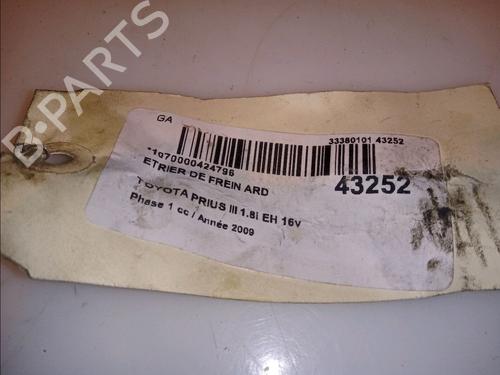 B-PARTS
GA
33380101 43252
*1070000424796
43252
ETRIER DE FREIN ARD
TOYOTA PRIUS III 1.8i EH 16v
Phase 1 cc / Année 2009